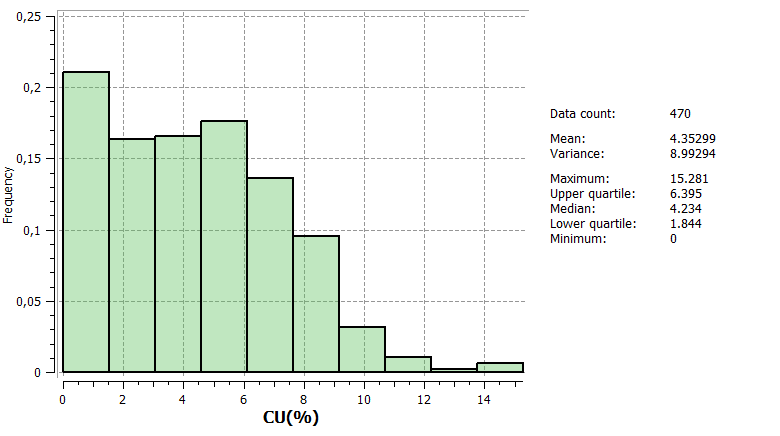 0,25
0,2
0,15
0,1
0,05
0
Frequency
0 2 4 6 8 10 12 14
CU(%)
Data count: 470
Mean: 4.35299
Variance: 8.99294
Maximum: 15.281
Upper quartile: 6.395
Median: 4.234
Lower quartile: 1.844
Minimum: 0